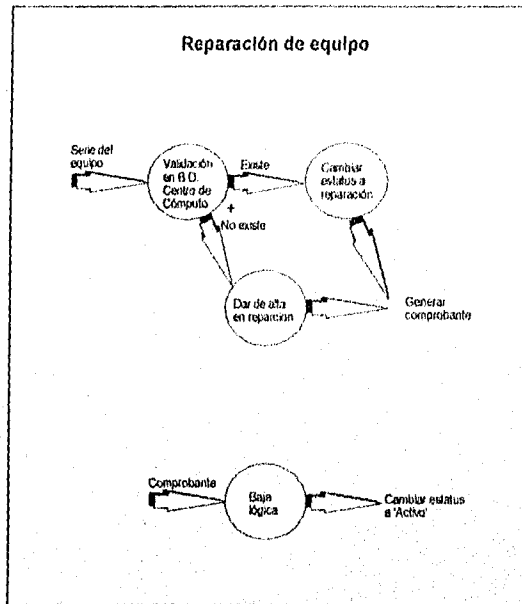 Reparación de equipo
Serie del
equipo
Validación
en B.D.
Centro de
Cómputo
Existe
Cambiar
estatus a
reparación
+
No existe
Dar de alta
en reparcion
Generar
comprobante
Comprobante
Baja
lógica
Cambiar estatus
a 'Activo'